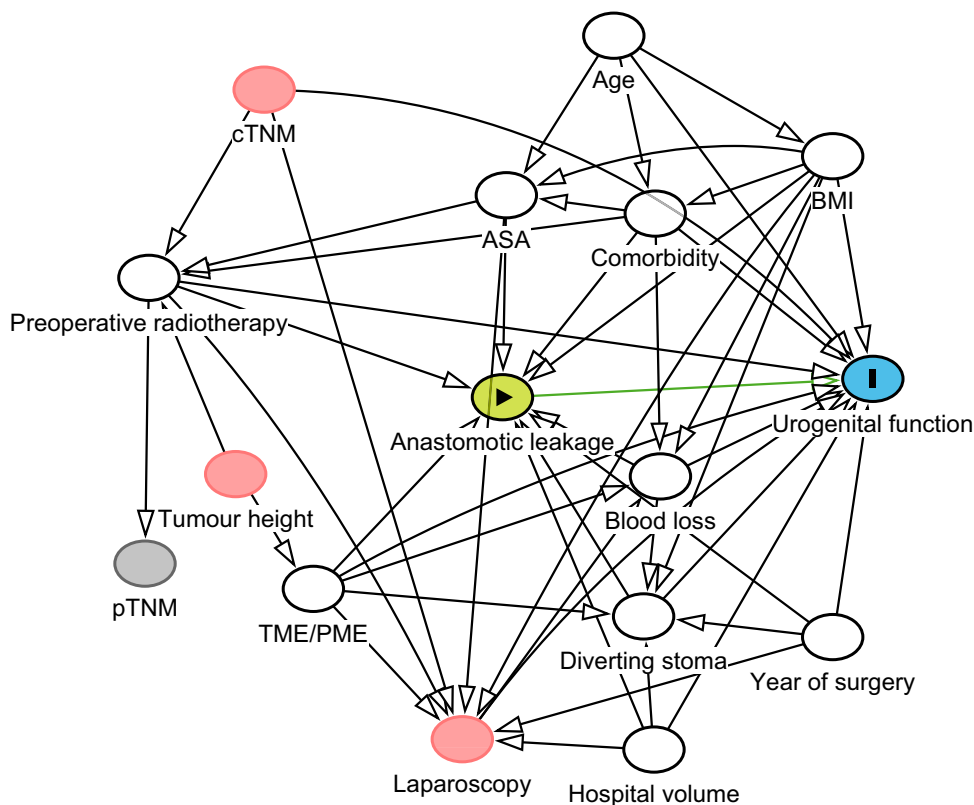 Age
cTNM
BMI
ASA
Comorbidity
Preoperative radiotherapy
Urogenital function
Anastomotic leakage
Tumour height
Blood loss
pTNM
TME/PME
Diverting stoma
Year of surgery
Laparoscopy
Hospital volume